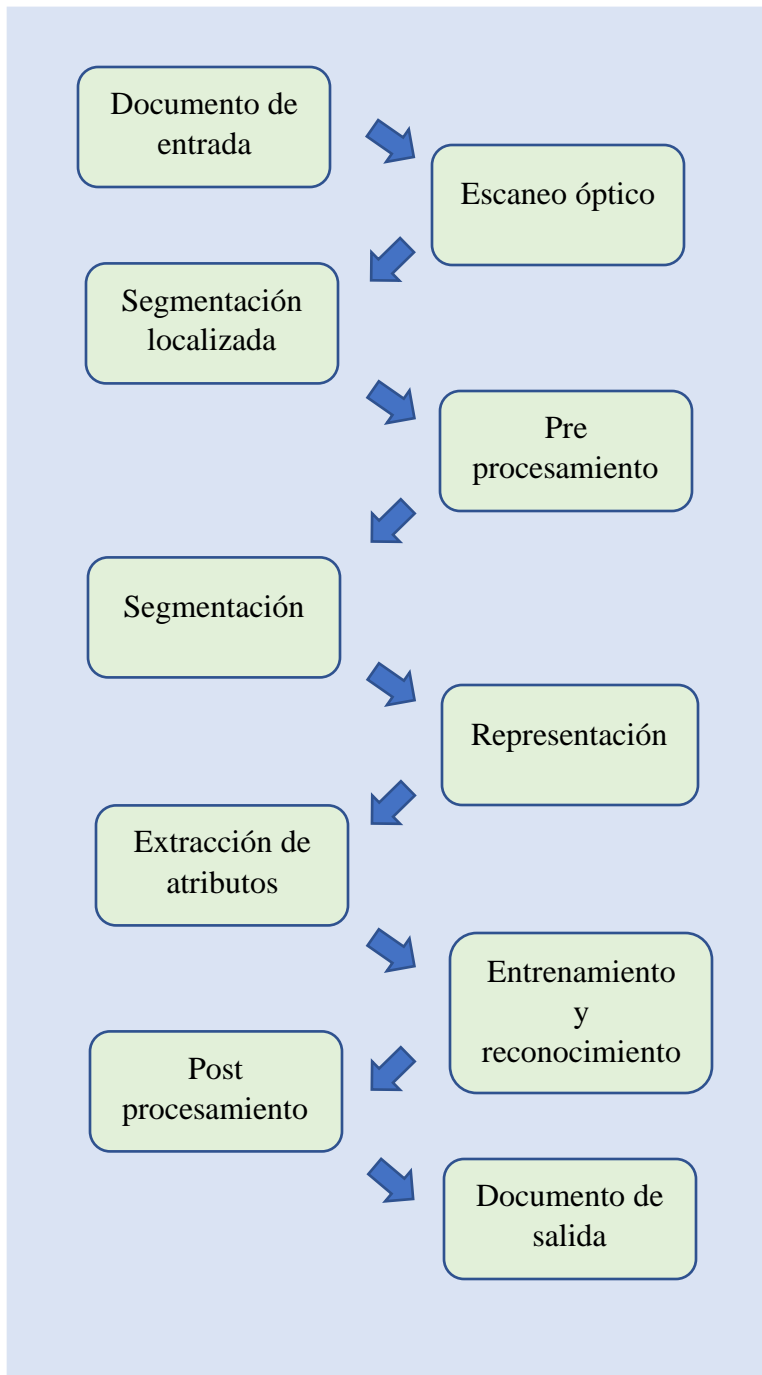 Documento de
entrada
Escaneo óptico
Segmentación
localizada
Pre
procesamiento
Segmentación
Representación
Extracción de
atributos
Entrenamiento
y
reconocimiento
Post
procesamiento
Documento de
salida